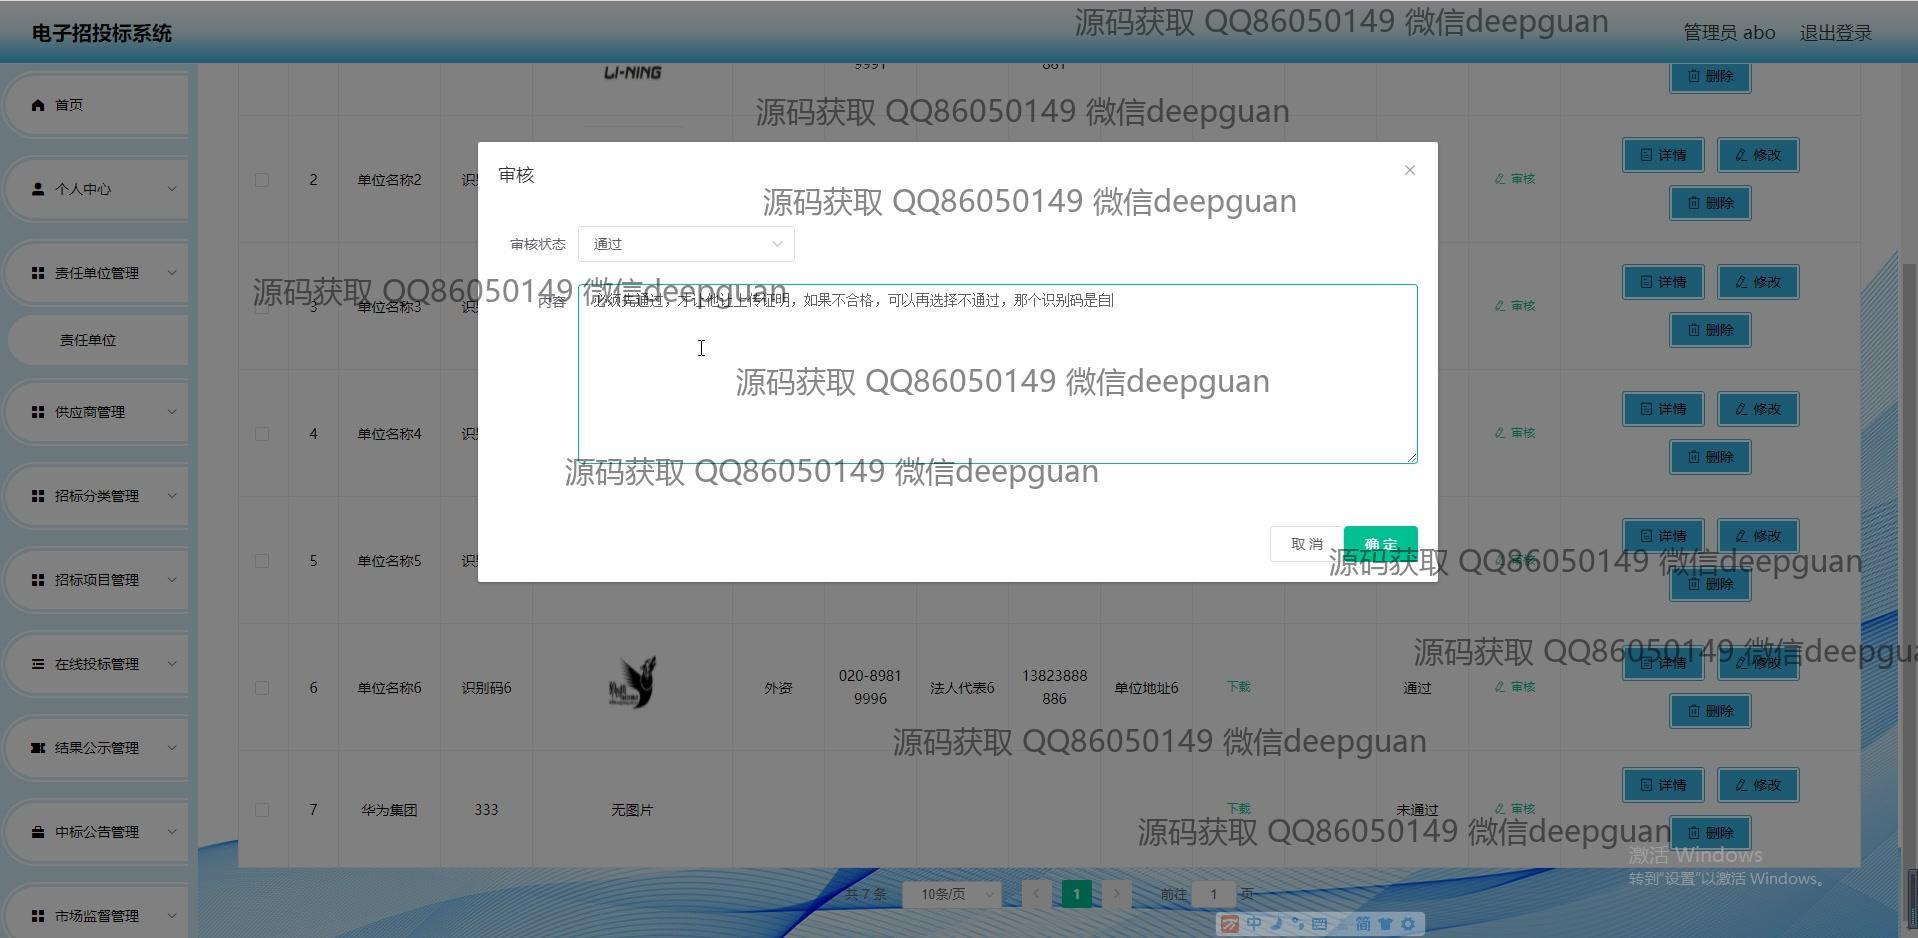 电子招投标系统
源码获取 QQ86050149 微信deepguan
管理员 abo
退出登录
首页
个人中心
责任单位管理
责任单位
供应商管理
招标分类管理
招标项目管理
在线投标管理
结果公示管理
中标公告管理
市场监督管理
LI-NING
9991
881
删除
源码获取 QQ86050149 微信deepguan
2 单位名称2 审核 详情 修改
删除
审核
源码获取 QQ86050149 微信deepguan
审核状态 通过
源码获取 QQ86050149 微信deepguan
内容 必须先通过，才让他让上传证明，如果不合格，可以再选择不通过，那个识别码是自
源码获取 QQ86050149 微信deepguan
源码获取 QQ86050149 微信deepguan
取消 确定
源码获取 QQ86050149 微信deepguan
3 单位名称3 审核 详情 修改
删除
4 单位名称4 审核 详情 修改
删除
5 单位名称5 详情 修改
删除
源码获取 QQ86050149 微信deepgua
6 单位名称6 识别码6 外资 020-8981 9996 法人代表6 13823888 886 单位地址6 下载 通过 审核 详情 修改
删除
源码获取 QQ86050149 微信deepguan
7 华为集团 333 无图片 下载 未通过 审核 详情 修改
删除
源码获取 QQ86050149 微信deepguan
激活 Windows
转到"设置"以激活 Windows。
共 7 条 10条/页 1 前往 1 页
中 简